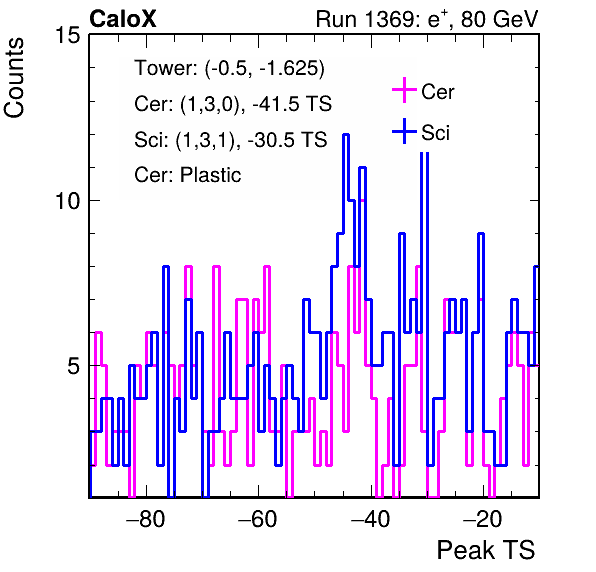 CaloX Run 1369: e⁺, 80 GeV
Counts
15
10
5
Tower: (-0.5, -1.625)
Cer: (1,3,0), -41.5 TS
Sci: (1,3,1), -30.5 TS
Cer: Plastic
Cer
Sci
−80 −60 −40 −20
Peak TS